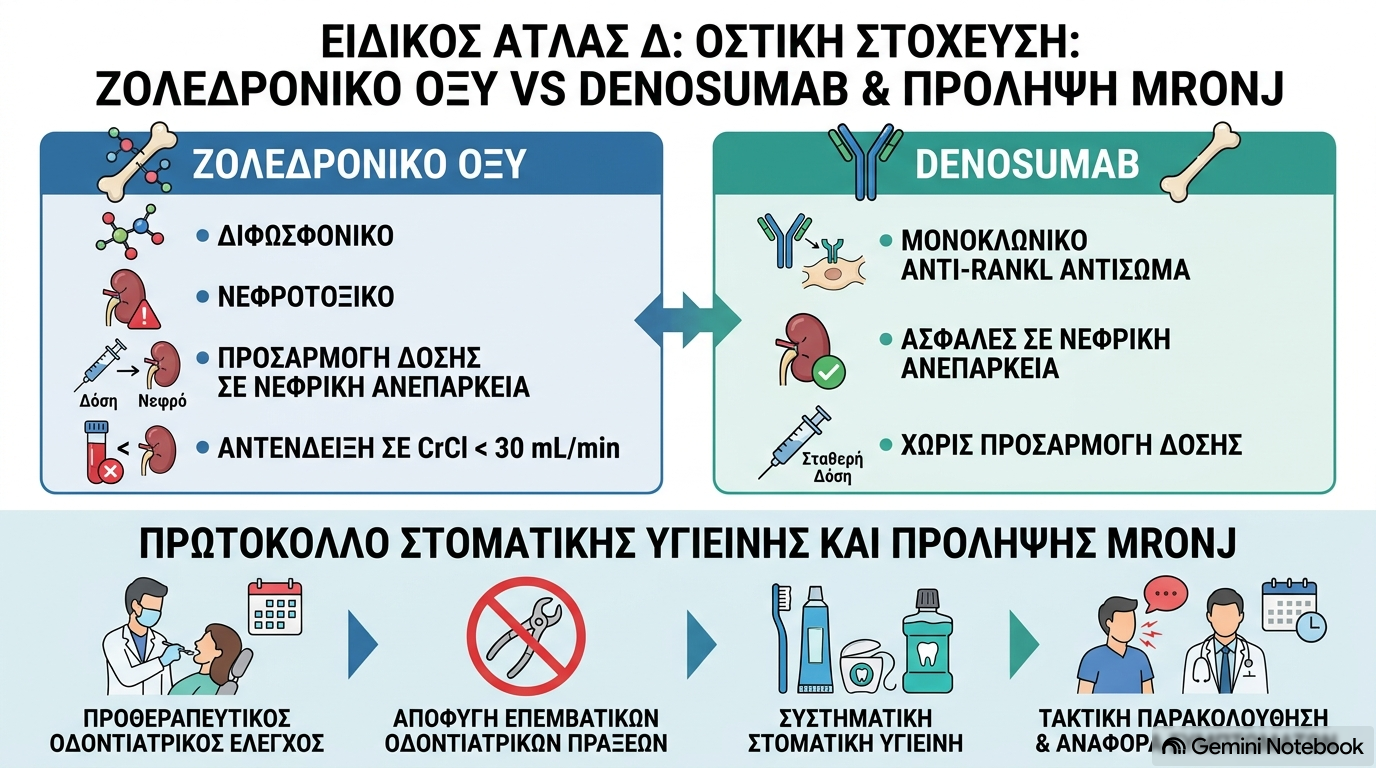 ΕΙΔΙΚΟΣ ΑΤΛΑΣ Δ: ΟΣΤΙΚΗ ΣΤΟΧΕΥΣΗ:
ΖΟΛΕΔΡΟΝΙΚΟ ΟΞΥ VS DENOSUMAB & ΠΡΟΛΗΨΗ MRONJ
ΖΟΛΕΔΡΟΝΙΚΟ ΟΞΥ
• ΔΙΦΩΣΦΟΝΙΚΟ
• ΝΕΦΡΟΤΟΞΙΚΟ
• ΠΡΟΣΑΡΜΟΓΗ ΔΟΣΗΣ
ΣΕ ΝΕΦΡΙΚΗ ΑΝΕΠΑΡΚΕΙΑ
Δόση Νεφρό
<
• ΑΝΤΕΝΔΕΙΞΗ ΣΕ CrCl < 30 mL/min
DENOSUMAB
• ΜΟΝΟΚΛΩΝΙΚΟ
ANTI-RANKL ΑΝΤΙΣΩΜΑ
• ΑΣΦΑΛΕΣ ΣΕ ΝΕΦΡΙΚΗ
ΑΝΕΠΑΡΚΕΙΑ
Σταθερή
Δόση
• ΧΩΡΙΣ ΠΡΟΣΑΡΜΟΓΗ ΔΟΣΗΣ
ΠΡΩΤΟΚΟΛΛΟ ΣΤΟΜΑΤΙΚΗΣ ΥΓΙΕΙΝΗΣ ΚΑΙ ΠΡΟΛΗΨΗΣ MRONJ
ΠΡΟΘΕΡΑΠΕΥΤΙΚΟΣ
ΟΔΟΝΤΙΑΤΡΙΚΟΣ ΕΛΕΓΧΟΣ
ΑΠΟΦΥΓΗ ΕΠΕΜΒΑΤΙΚΩΝ
ΟΔΟΝΤΙΑΤΡΙΚΩΝ ΠΡΑΞΕΩΝ
ΣΥΣΤΗΜΑΤΙΚΗ
ΣΤΟΜΑΤΙΚΗ ΥΓΙΕΙΝΗ
ΤΑΚΤΙΚΗ ΠΑΡΑΚΟΛΟΥΘΗΣΗ
& ΑΝΑΦΟΡΑ
Gemini Notebook